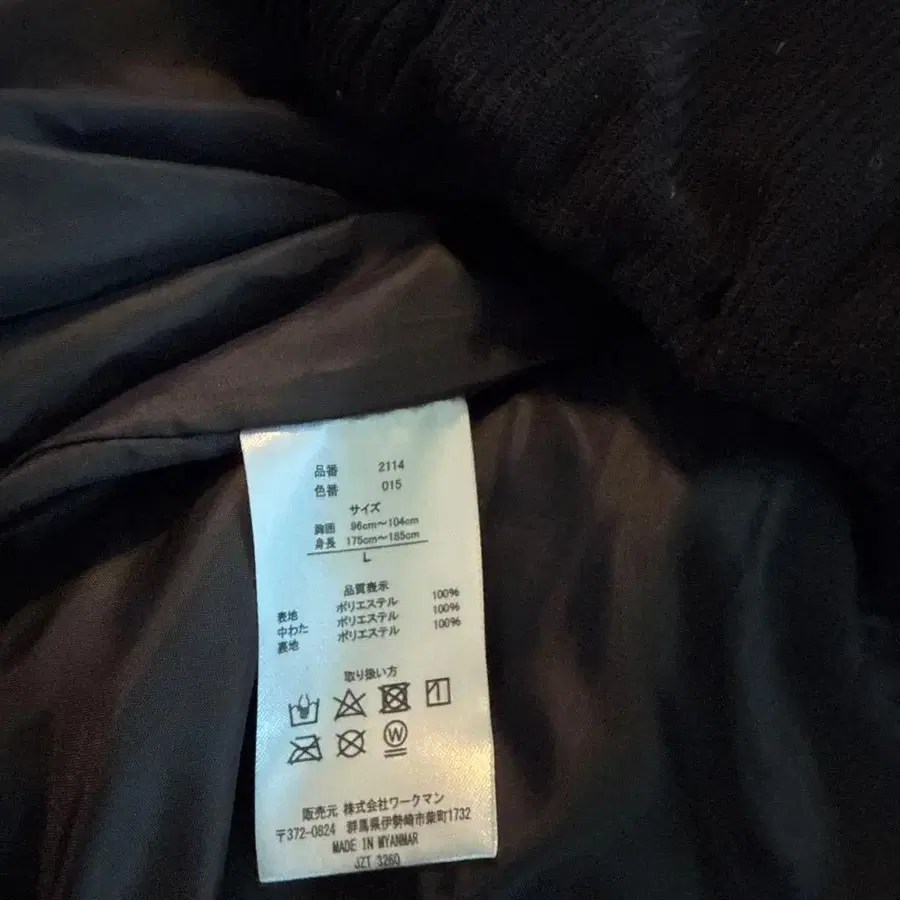 品番 2114
色番 015
サイズ
胸囲 96cm～104cm
身長 175cm～185cm
L
品質表示
表地 ポリエステル 100%
中わた ポリエステル 100%
裏地 ポリエステル 100%
取り扱い方
W
販売元 株式会社ワークマン
〒372-0824 群馬県伊勢崎市柴町1732
MADE IN MYANMAR
JZT 3260